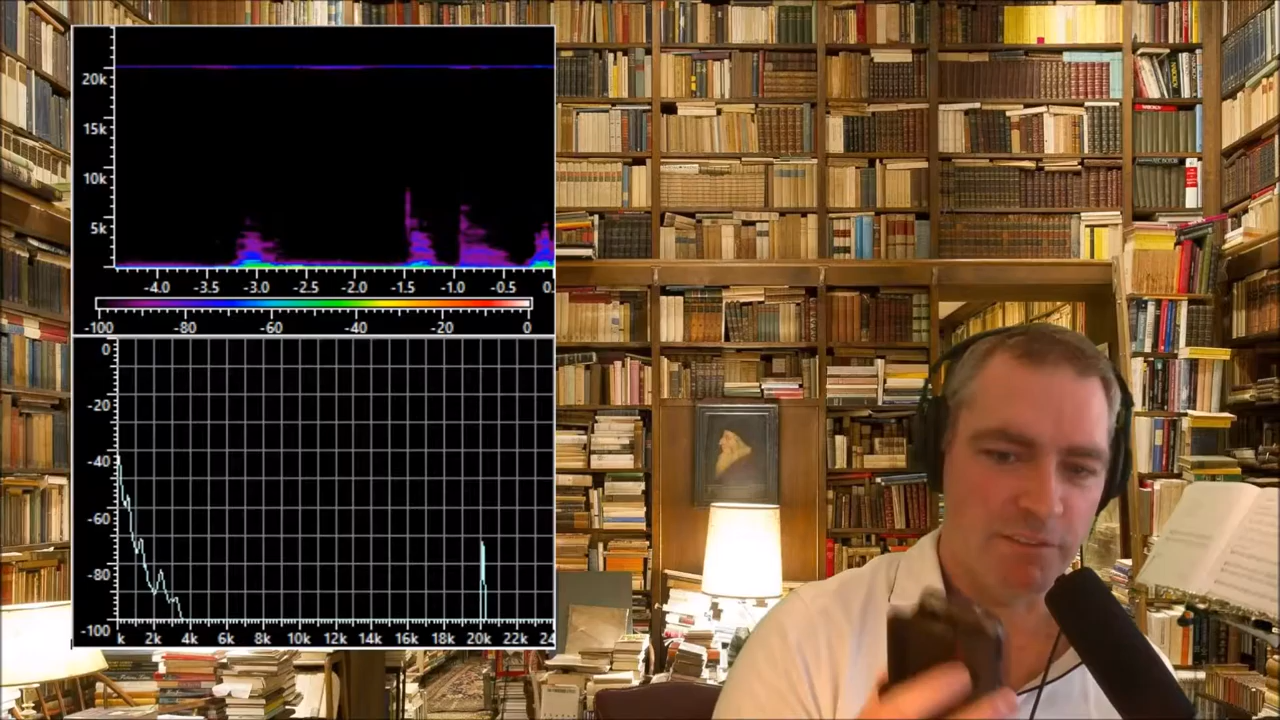 20k
15k
10k
5k
-4.0 -3.5 -3.0 -2.5 -2.0 -1.5 -1.0 -0.5 0.
-100 -80 -60 -40 -20 0
0
-20
-40
-60
-80
-100
k 2k 4k 6k 8k 10k 12k 14k 16k 18k 20k 22k 24